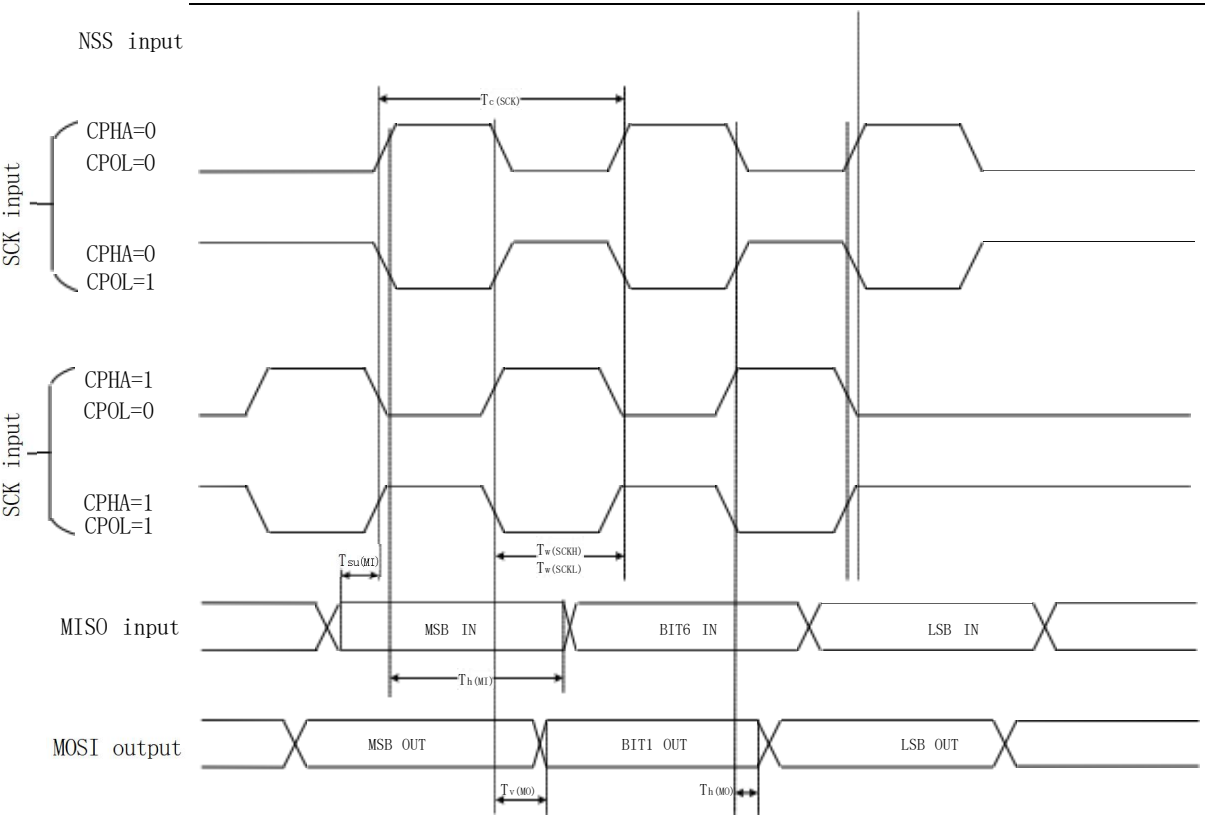 NSS input
Tc(SCK)
CPHA=0
CPOL=0
SCK input
CPHA=0
CPOL=1
CPHA=1
CPOL=0
SCK input
CPHA=1
CPOL=1
Tsu(MI)
Tw(SCKH)
Tw(SCKL)
MISO input
MSB IN
BIT6 IN
LSB IN
Th(MI)
MOSI output
MSB OUT
BIT1 OUT
LSB OUT
Tv(MO)
Th(MO)